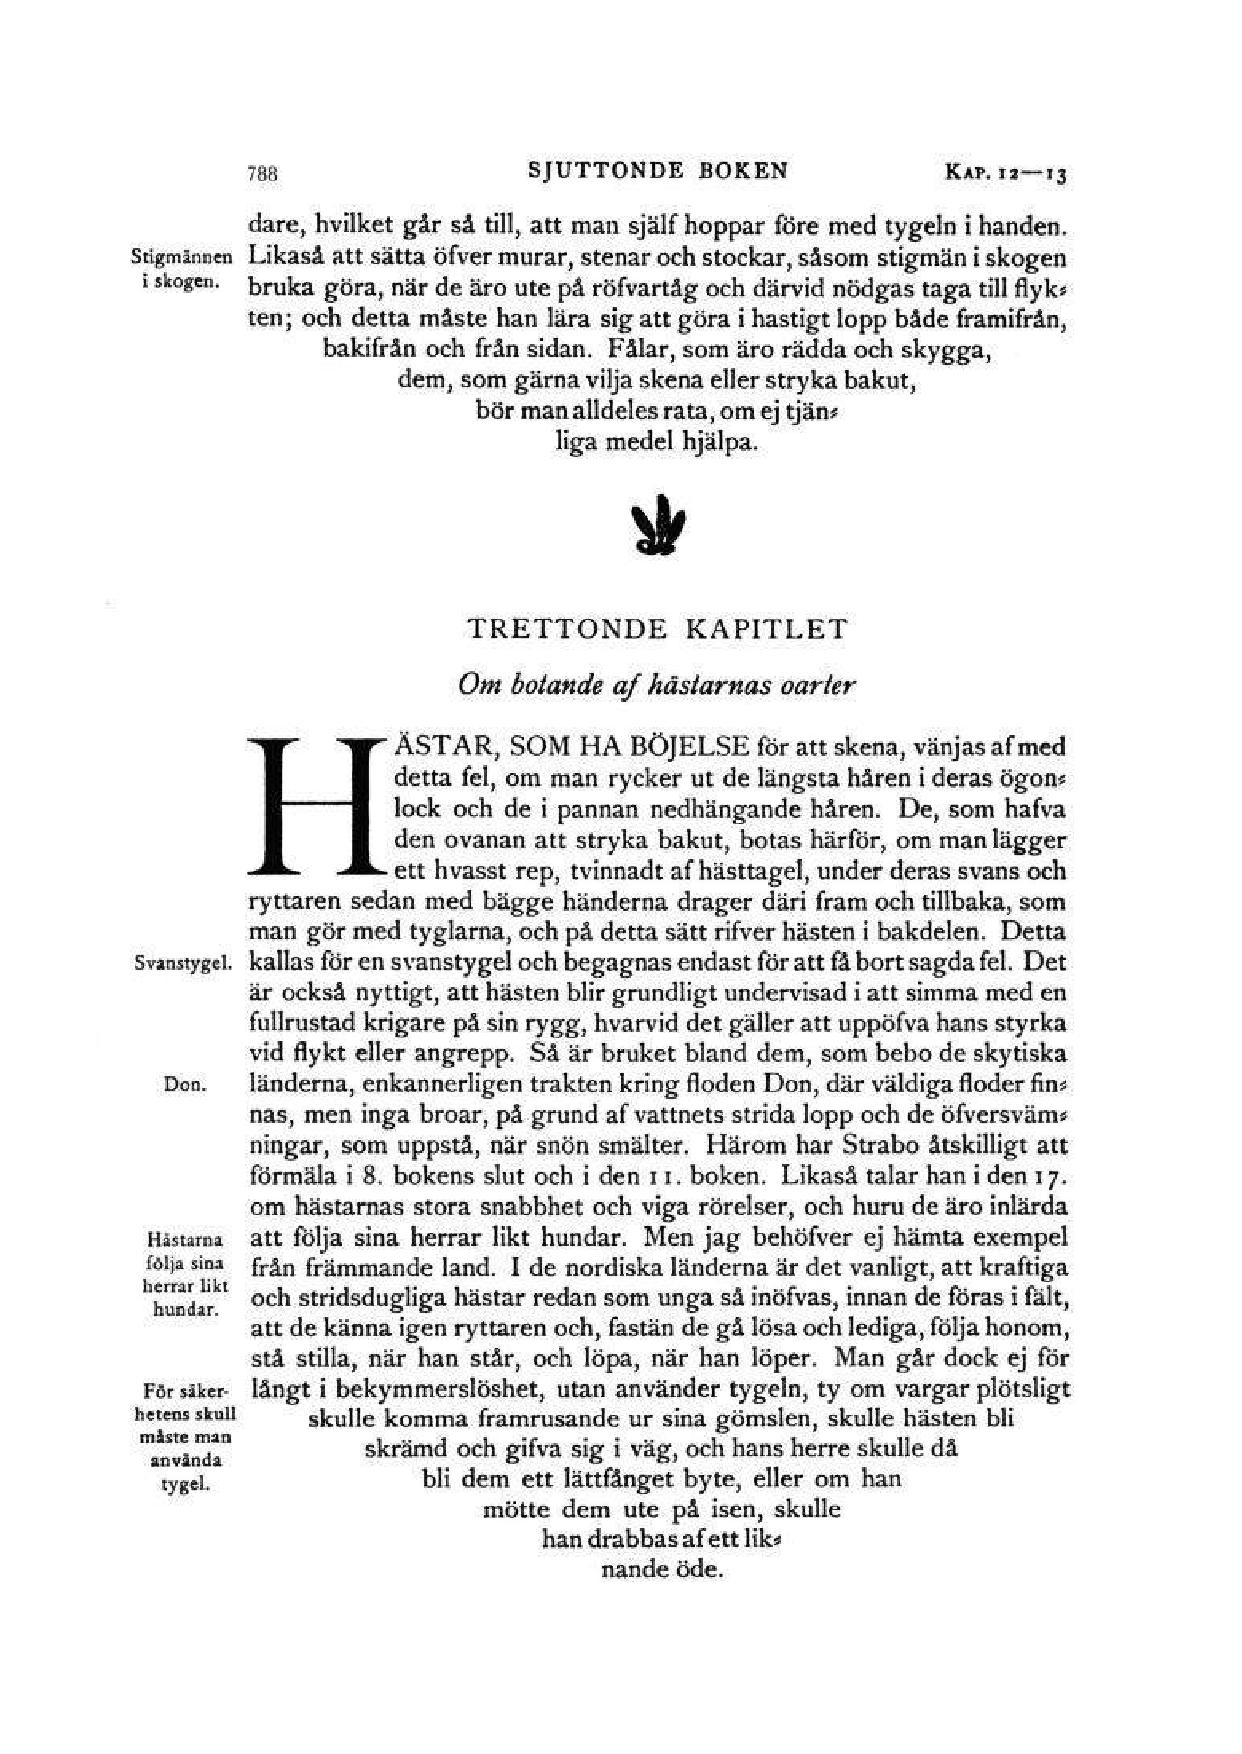 788 SJUTTONDE BOKEN KAP. 12—13
dare, hvilket går så till, att man själf hoppar före med tygeln i handen.
Stigmännen
i skogen.
Likaså att sätta öfver murar, stenar och stockar, såsom stigmän i skogen
bruka göra, när de äro ute på röfvartåg och därvid nödgas taga till flyk-
ten; och detta måste han lära sig att göra i hastigt lopp både framifrån,
bakifrån och från sidan. Fålar, som äro rädda och skygga,
dem, som gärna vilja skena eller stryka bakut,
bör man alldeles rata, om ej tjän-
liga medel hjälpa.
TRETTONDE KAPITLET
Om botande af hästarnas oarter
HÄSTAR, SOM HA BÖJELSE för att skena, vänjas af med
detta fel, om man rycker ut de längsta håren i deras ögon-
lock och de i pannan nedhängande håren. De, som hafva
den ovanan att stryka bakut, botas härför, om man lägger
ett hvasst rep, tvinnadt af hästtagel, under deras svans och
ryttaren sedan med bägge händerna drager däri fram och tillbaka, som
man gör med tyglarna, och på detta sätt rifver hästen i bakdelen. Detta
Svanstygel.
kallas för en svanstygel och begagnas endast för att få bort sagda fel. Det
är också nyttigt, att hästen blir grundligt undervisad i att simma med en
fullrustad krigare på sin rygg, hvarvid det gäller att uppöfva hans styrka
vid flykt eller angrepp. Så är bruket bland dem, som bebo de skytiska
Don.
länderna, enkannerligen trakten kring floden Don, där väldiga floder fin-
nas, men inga broar, på grund af vattnets strida lopp och de öfversväm-
ningar, som uppstå, när snön smälter. Härom har Strabo åtskilligt att
förmäla i 8. bokens slut och i den 11. boken. Likaså talar han i den 17.
om hästarnas stora snabbhet och viga rörelser, och huru de äro inlärda
Hästarna
följa sina
herrar likt
hundar.
att följa sina herrar likt hundar. Men jag behöfver ej hämta exempel
från främmande land. I de nordiska länderna är det vanligt, att kraftiga
och stridsdugliga hästar redan som unga så inöfvas, innan de föras i fält,
att de känna igen ryttaren och, fastän de gå lösa och lediga, följa honom,
stå stilla, när han står, och löpa, när han löper. Man går dock ej för
För säker-
hetens skull
måste man
använda
tygel.
långt i bekymmerslöshet, utan använder tygeln, ty om vargar plötsligt
skulle komma framrusande ur sina gömslen, skulle hästen bli
skrämd och gifva sig i väg, och hans herre skulle då
bli dem ett lättfånget byte, eller om han
mötte dem ute på isen, skulle
han drabbas af ett lik-
nande öde.